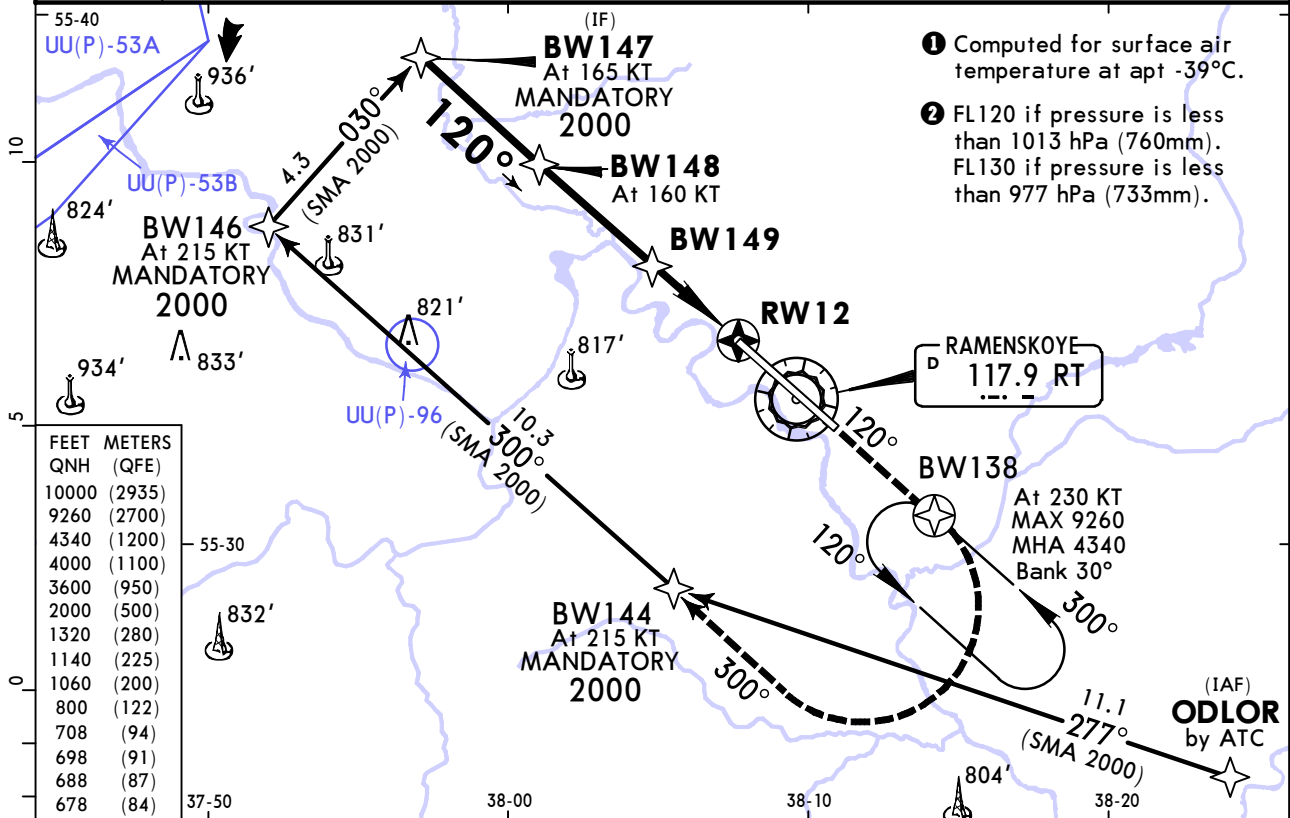 55-40
UU(P)-53A
936'
(IF)
BW147
At 165 KT
MANDATORY
2000
❶ Computed for surface air
temperature at apt -39°C.
❷ FL120 if pressure is less
than 1013 hPa (760mm).
FL130 if pressure is less
than 977 hPa (733mm).
10
4.3
030°
(SMA 2000)
120°
BW148
At 160 KT
UU(P)-53B
824'
BW146
At 215 KT
MANDATORY
2000
831'
BW149
821'
RW12
833'
817'
934'
UU(P)-96
RAMENSKOYE
D 117.9 RT
5
10.3
300°
(SMA 2000)
120°
BW138
At 230 KT
MAX 9260
MHA 4340
Bank 30°
120°
300°
FEET METERS
QNH (QFE)
10000 (2935)
9260 (2700)
4340 (1200)
4000 (1100)
3600 (950)
2000 (500)
1320 (280)
1140 (225)
1060 (200)
800 (122)
708 (94)
698 (91)
688 (87)
678 (84)
55-30
832'
BW144
At 215 KT
MANDATORY
2000
300°
0
11.1
277°
(SMA 2000)
(IAF)
ODLOR
by ATC
804'
37-50
38-00
38-10
38-20